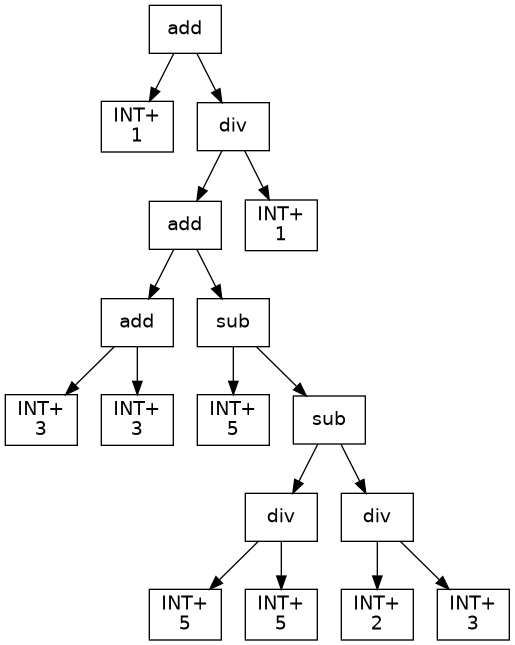 add
INT+
1
div
add
INT+
1
add
sub
INT+
3
INT+
3
INT+
5
sub
div
div
INT+
5
INT+
5
INT+
2
INT+
3